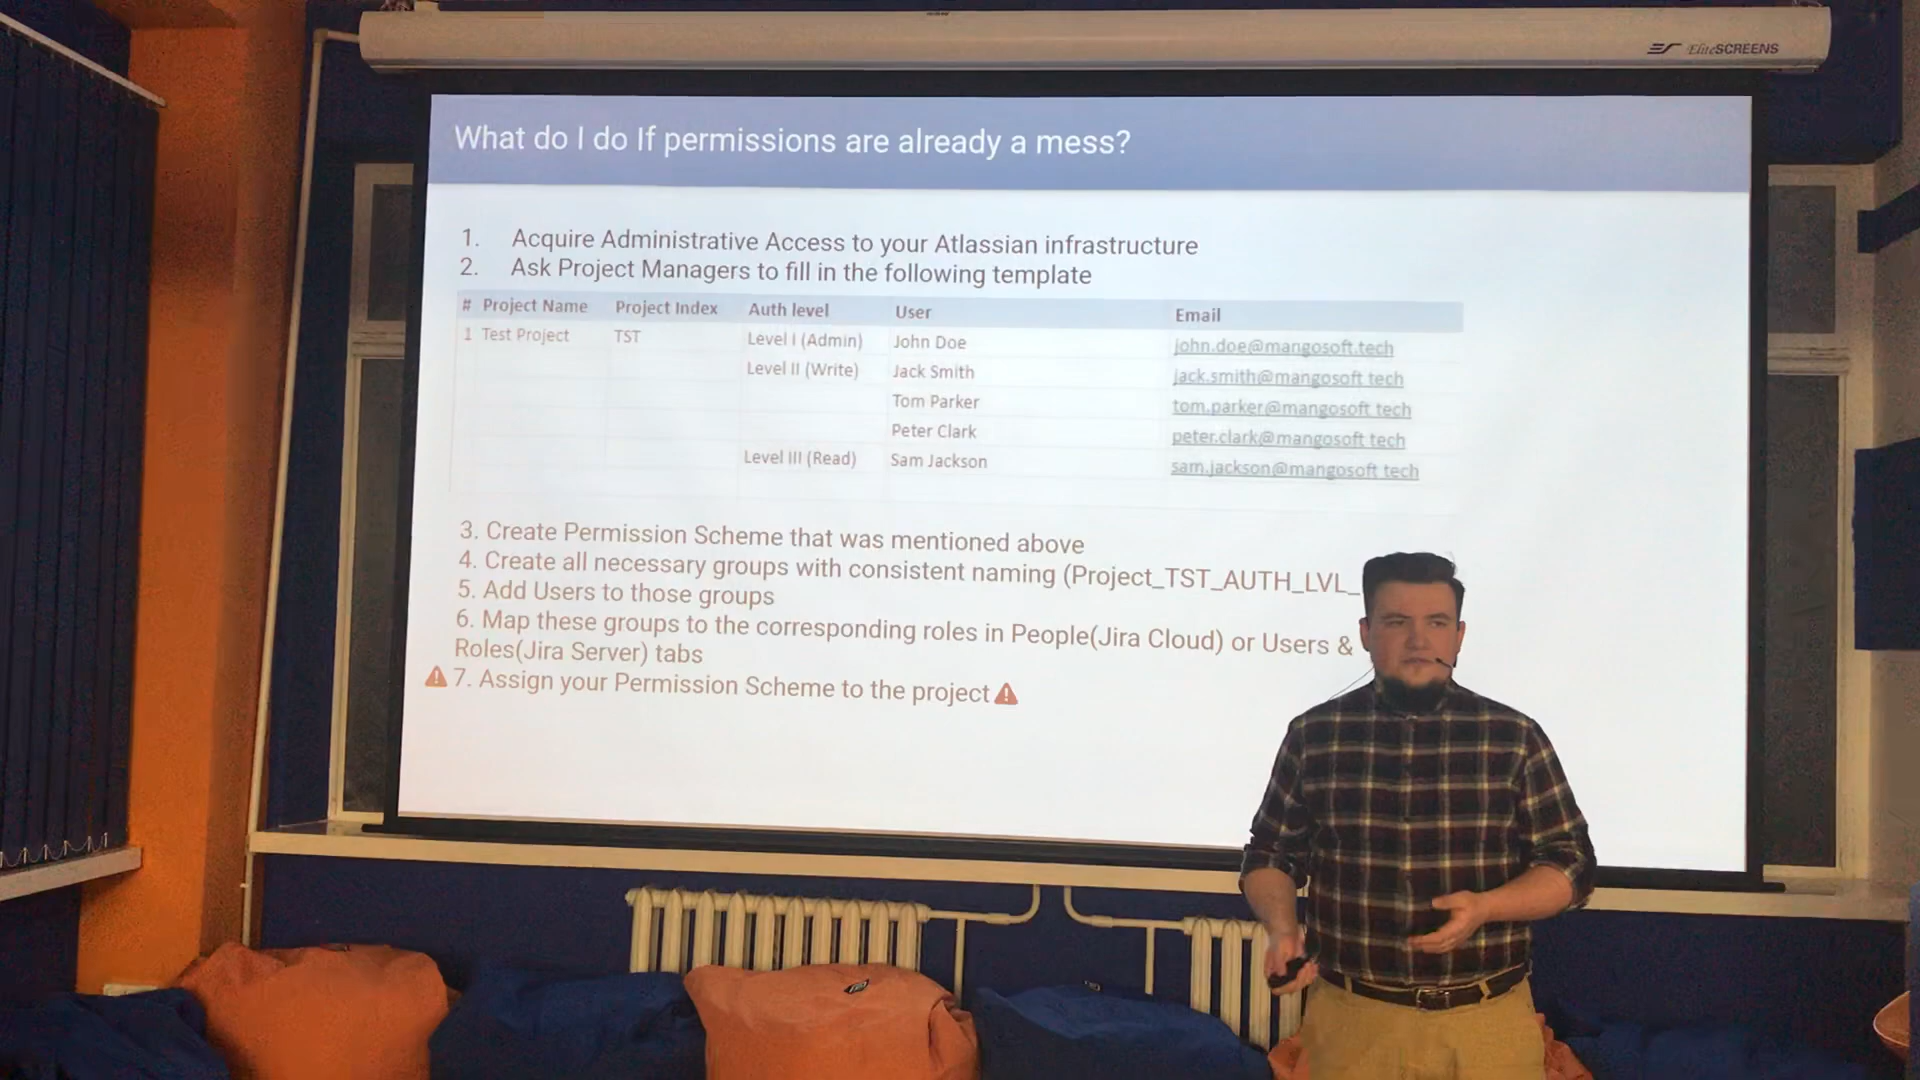 EliteSCREENS
What do I do If permissions are already a mess?
1. Acquire Administrative Access to your Atlassian infrastructure
2. Ask Project Managers to fill in the following template
# Project Name Project Index Auth level User Email
1 Test Project TST Level I (Admin) John Doe john.doe@mangosoft.tech
Level II (Write) Jack Smith jack.smith@mangosoft.tech
Tom Parker tom.parker@mangosoft.tech
Peter Clark peter.clark@mangosoft.tech
Level III (Read) Sam Jackson sam.jackson@mangosoft.tech
3. Create Permission Scheme that was mentioned above
4. Create all necessary groups with consistent naming (Project_TST_AUTH_LVL_
5. Add Users to those groups
6. Map these groups to the corresponding roles in People(Jira Cloud) or Users &
Roles(Jira Server) tabs
7. Assign your Permission Scheme to the project